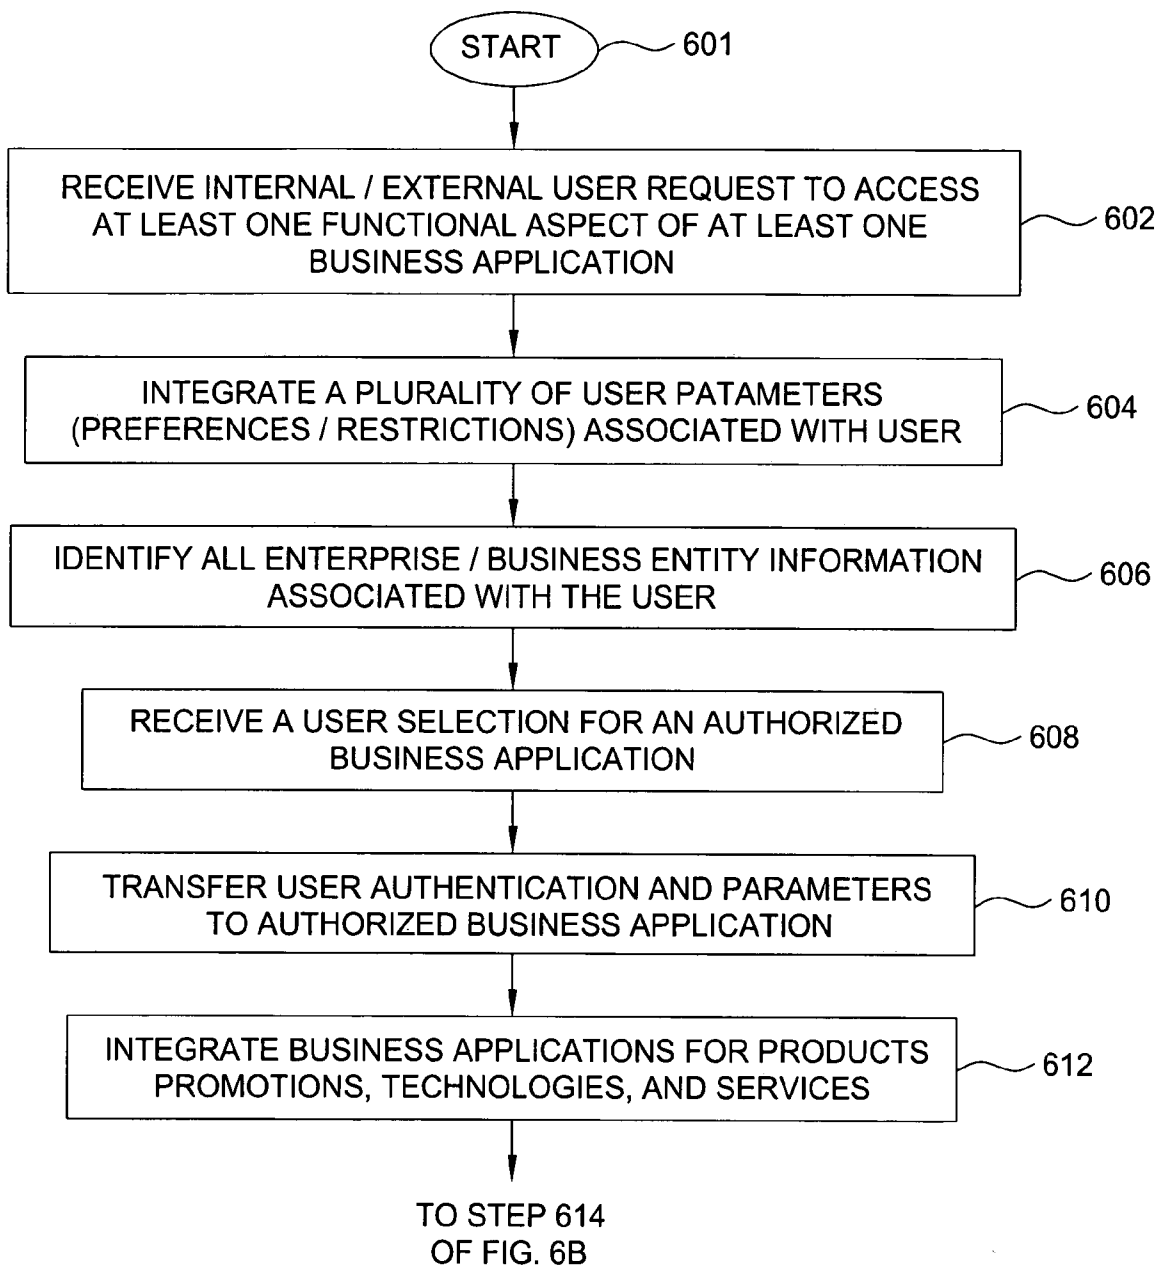 START
601
RECEIVE INTERNAL / EXTERNAL USER REQUEST TO ACCESS
AT LEAST ONE FUNCTIONAL ASPECT OF AT LEAST ONE
BUSINESS APPLICATION
602
INTEGRATE A PLURALITY OF USER PATAMETERS
(PREFERENCES / RESTRICTIONS) ASSOCIATED WITH USER
604
IDENTIFY ALL ENTERPRISE / BUSINESS ENTITY INFORMATION
ASSOCIATED WITH THE USER
606
RECEIVE A USER SELECTION FOR AN AUTHORIZED
BUSINESS APPLICATION
608
TRANSFER USER AUTHENTICATION AND PARAMETERS
TO AUTHORIZED BUSINESS APPLICATION
610
INTEGRATE BUSINESS APPLICATIONS FOR PRODUCTS
PROMOTIONS, TECHNOLOGIES, AND SERVICES
612
TO STEP 614
OF FIG. 6B